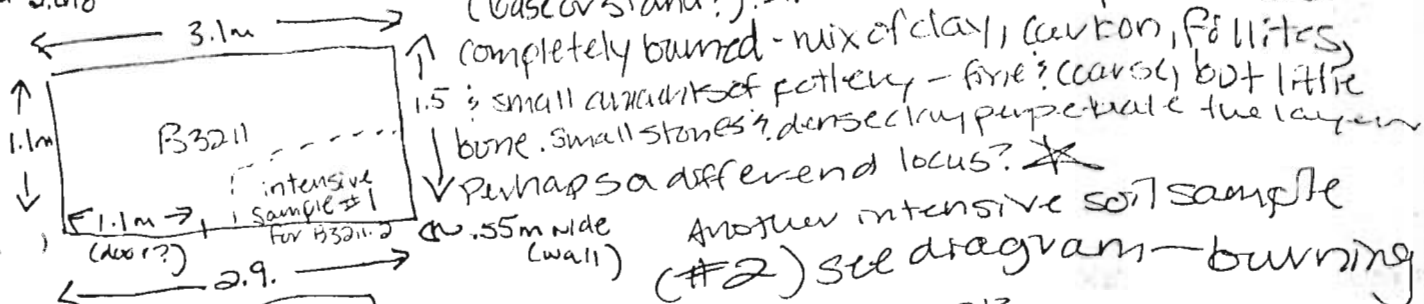 3.1m
1.1m
1.5
B3211
intensive
sample #1
for B3211.2
1.1m
(door?)
.55m wide
(wall)
2.9.
completely burned - mix of clay, carbon, follites,
& small amounts of pottery - fine & coarse, but little
bone. Small stones & dense clay perpetuate the layer
Perhaps a differend locus?
Another intensive soil sample
(#2) see diagram - burning